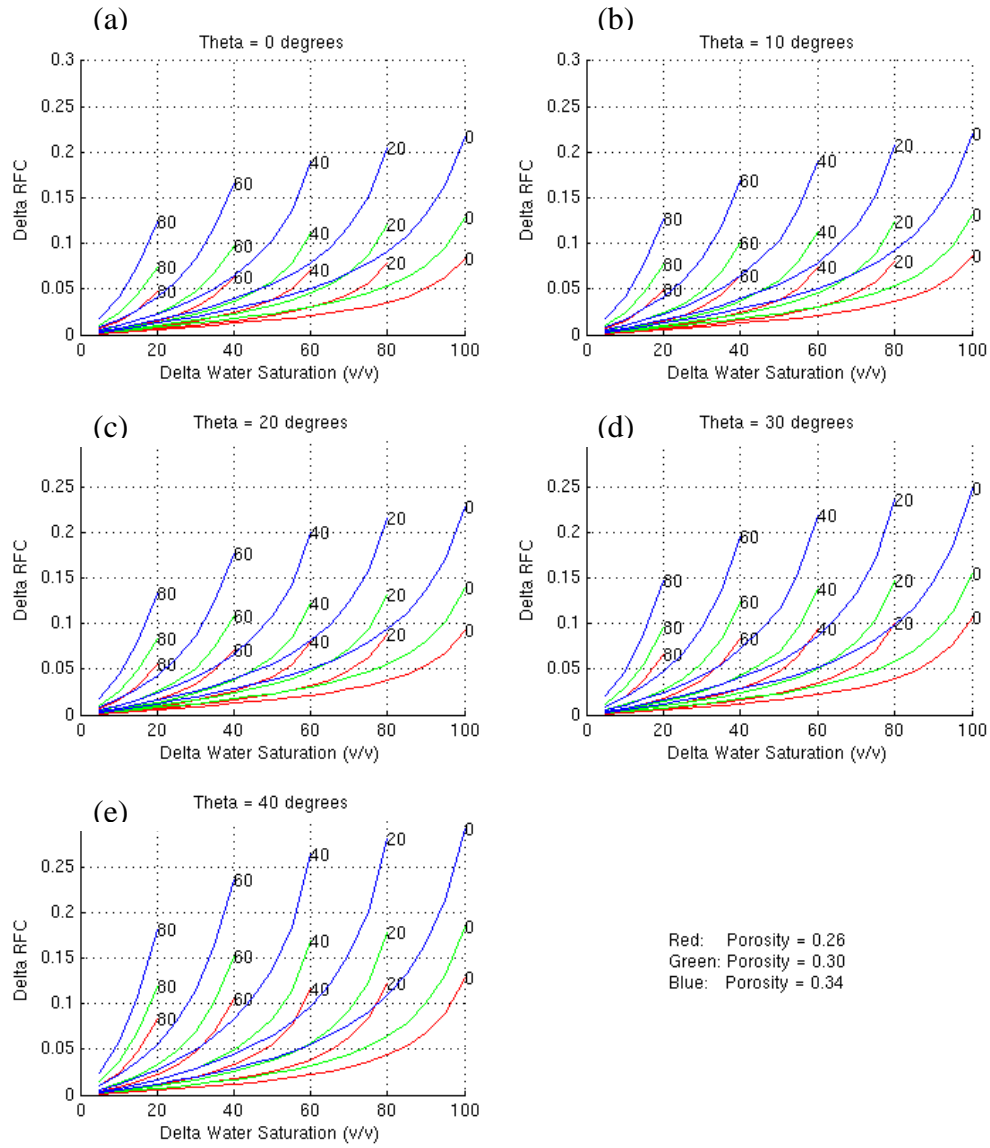 (a)
Theta = 0 degrees
0.3
0.25
0.2
0.15
0.1
0.05
0
Delta RFC
80 60 40 20 0
80 60 40 20 0
80 60 40 20 0
0 20 40 60 80 100
Delta Water Saturation (v/v)
(b)
Theta = 10 degrees
0.3
0.25
0.2
0.15
0.1
0.05
0
Delta RFC
80 60 40 20 0
80 60 40 20 0
80 60 40 20 0
0 20 40 60 80 100
Delta Water Saturation (v/v)
(c)
Theta = 20 degrees
0.25
0.2
0.15
0.1
0.05
0
Delta RFC
80 60 40 20 0
80 60 40 20 0
80 60 40 20 0
0 20 40 60 80 100
Delta Water Saturation (v/v)
(d)
Theta = 30 degrees
0.25
0.2
0.15
0.1
0.05
0
Delta RFC
80 60 40 20 0
80 60 40 20 0
80 60 40 20 0
0 20 40 60 80 100
Delta Water Saturation (v/v)
(e)
Theta = 40 degrees
0.25
0.2
0.15
0.1
0.05
0
Delta RFC
80 60 40 20 0
80 60 40 20 0
80 60 40 20 0
0 20 40 60 80 100
Delta Water Saturation (v/v)
Red: Porosity = 0.26
Green: Porosity = 0.30
Blue: Porosity = 0.34